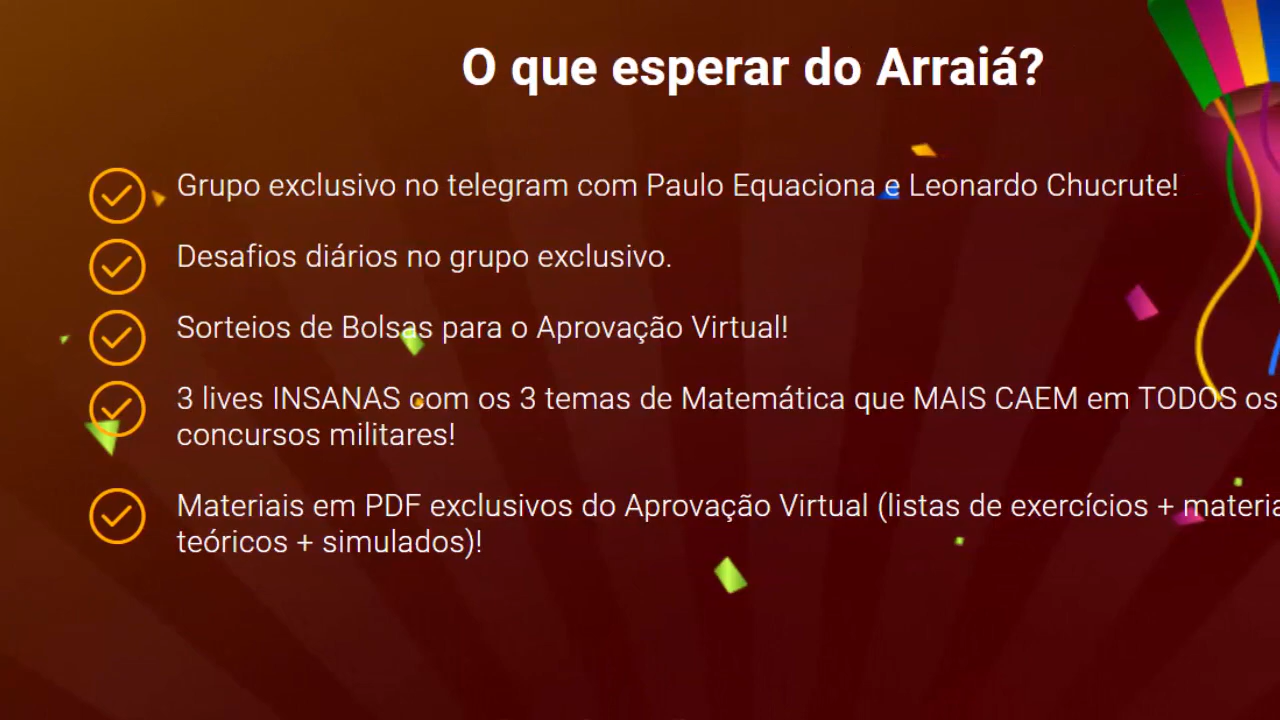 O que esperar do Arraiá?
Grupo exclusivo no telegram com Paulo Equaciona e Leonardo Chucrute!
Desafios diários no grupo exclusivo.
Sorteios de Bolsas para o Aprovação Virtual!
3 lives INSANAS com os 3 temas de Matemática que MAIS CAEM em TODOS os
concursos militares!
Materiais em PDF exclusivos do Aprovação Virtual (listas de exercícios +
teóricos + simulados)!